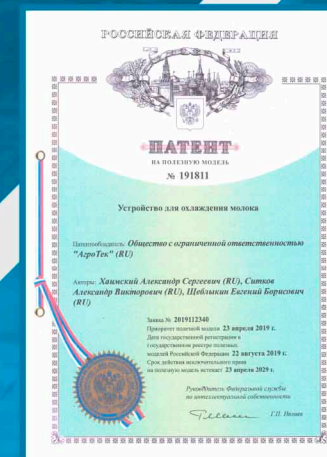 РОССИЙСКАЯ ФЕДЕРАЦИЯ
ПАТЕНТ
НА ПОЛЕЗНУЮ МОДЕЛЬ
№ 191811
Устройство для охлаждения молока
Патентообладатель: Общество с ограниченной ответственностью
"АгроТек" (RU)
Авторы: Хаимский Александр Сергеевич (RU), Ситков
Александр Викторович (RU), Щеблыкин Евгений Борисович
(RU)
Заявка № 2019112340
Приоритет полезной модели 23 апреля 2019 г.
Дата государственной регистрации в
Государственном реестре полезных
моделей Российской Федерации 22 августа 2019 г.
Срок действия исключительного права
на полезную модель истекает 23 апреля 2029 г.
Руководитель Федеральной службы
по интеллектуальной собственности
Г.П. Ивлиев